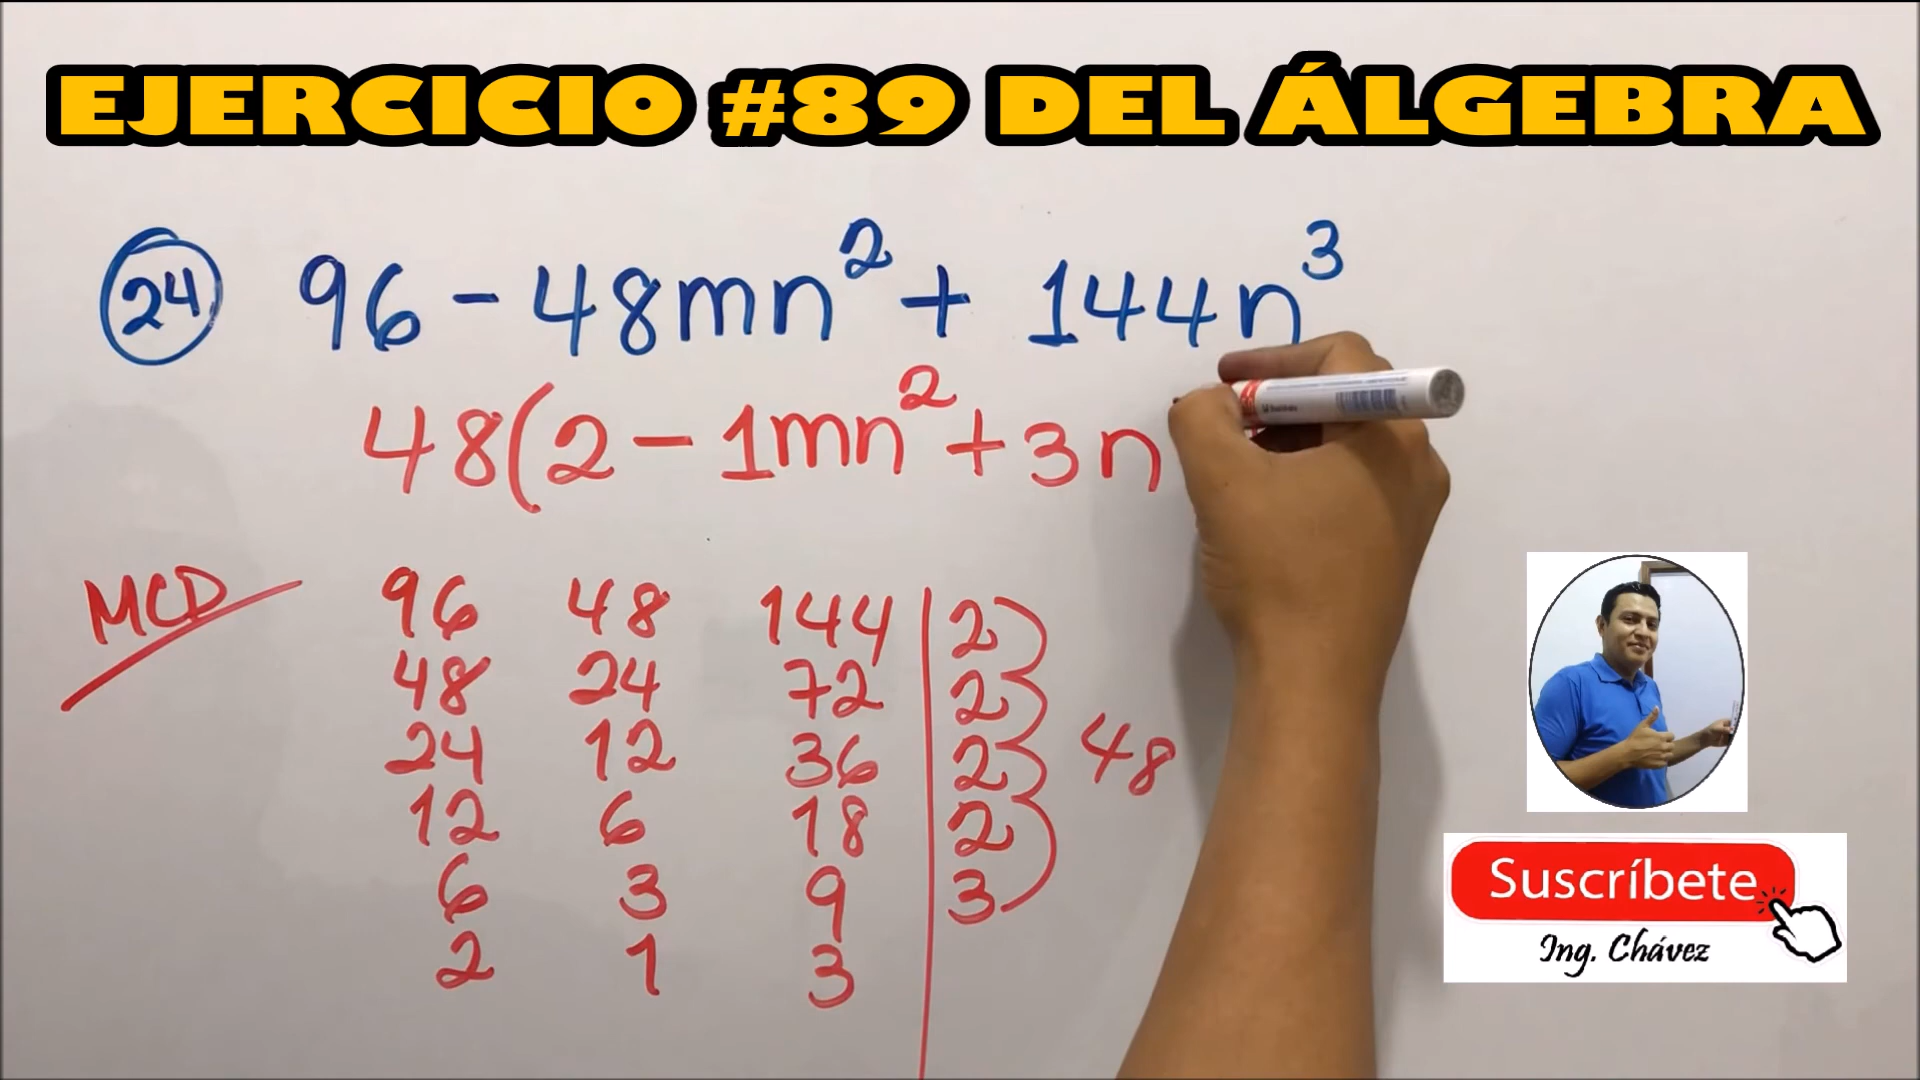 EJERCICIO #89 DEL ÁLGEBRA
24 96 - 48mn² + 144n³
48(2 - 1mn² + 3n
MCD 96 48 144 2
48 24 72 2
24 12 36 2 48
12 6 18 2
6 3 9 3
2 1 3
Suscríbete
Ing. Chávez